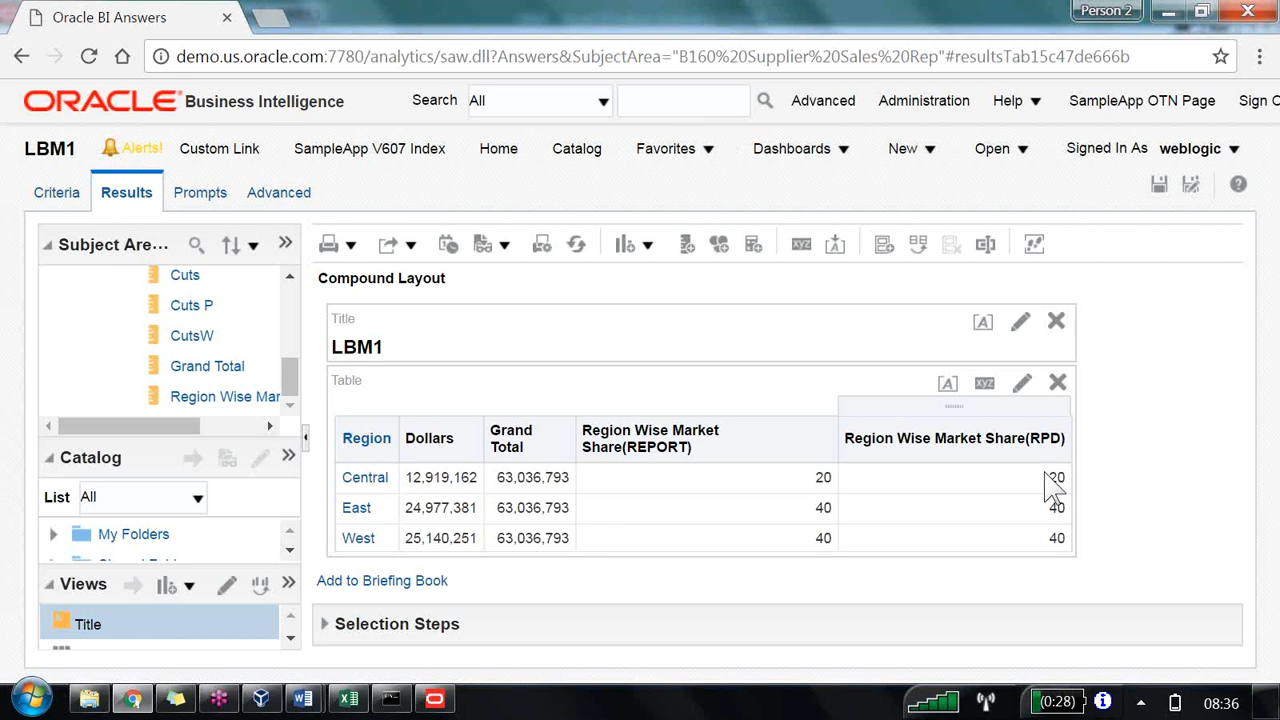 Oracle BI Answers
Person 2
demo.us.oracle.com:7780/analytics/saw.dll?Answers&SubjectArea="B160%20Supplier%20Sales%20Rep"#resultsTab15c47de666b
ORACLE Business Intelligence
Search All Advanced Administration Help SampleApp OTN Page Sign O
LBM1 Alerts! Custom Link SampleApp V607 Index Home Catalog Favorites Dashboards New Open Signed In As weblogic
Criteria Results Prompts Advanced
Subject Are...
Cuts
Cuts P
CutsW
Grand Total
Region Wise Mar
Catalog
List All
My Folders
Views
Title
Compound Layout
Title
LBM1
Table
Region Dollars Grand Total Region Wise Market Share(REPORT) Region Wise Market Share(RPD)
Central 12,919,162 63,036,793 20 20
East 24,977,381 63,036,793 40 40
West 25,140,251 63,036,793 40 40
Add to Briefing Book
Selection Steps
(0:28) 08:36